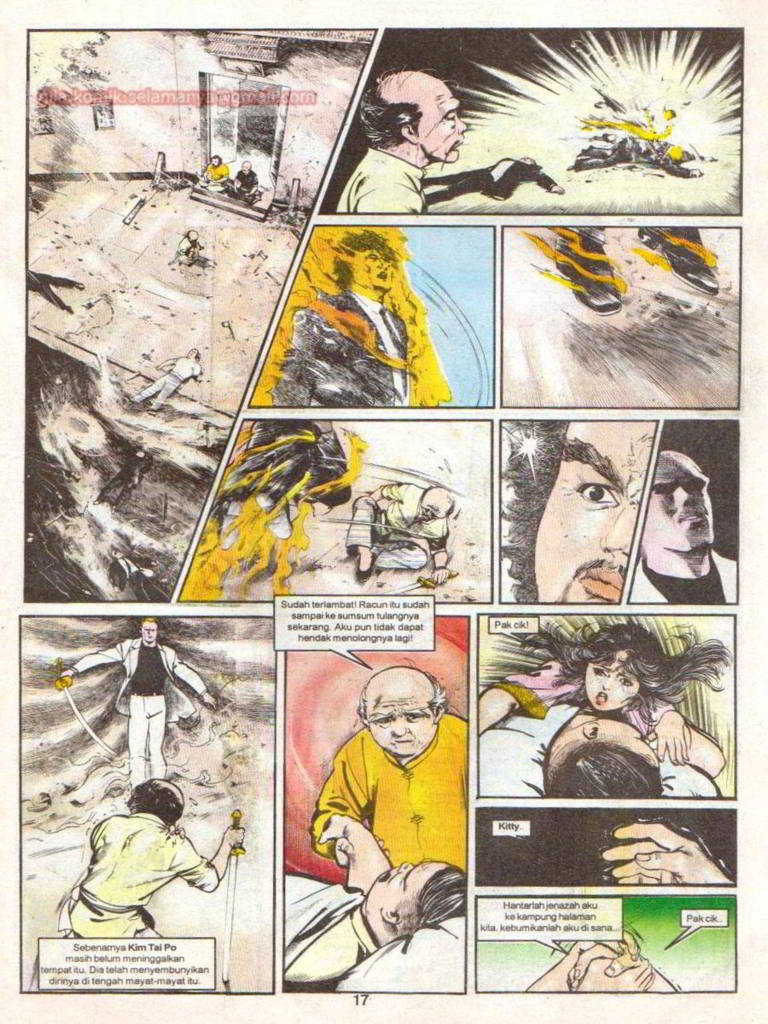 Sudah terlambat! Racun itu sudah
sampai ke sumsum tulangnya
sekarang. Aku pun tidak dapat
hendak menolongnya lagi!
Pak cik!
Kitty..
Sebenarnya Kim Tai Po
masih belum meninggalkan
tempat itu. Dia telah menyembunyikan
dirinya di tengah mayat-mayat itu.
Hantarlah jenazah aku
ke kampung halaman
kita. kebumikanlah aku di sana...
Pak cik..
17